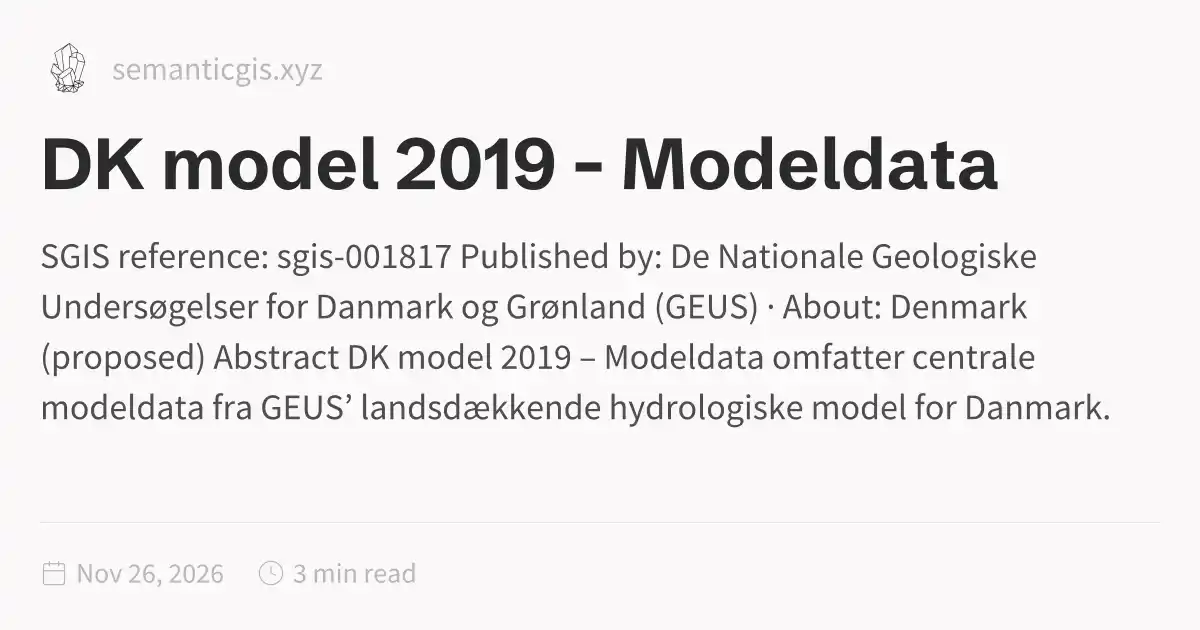 semanticgis.xyz
DK model 2019 - Modeldata
SGIS reference: sgis-001817 Published by: De Nationale Geologiske
Undersøgelser for Danmark og Grønland (GEUS) · About: Denmark
(proposed) Abstract DK model 2019 – Modeldata omfatter centrale
modeldata fra GEUS’ landsdækkende hydrologiske model for Danmark.
Nov 26, 2026 3 min read